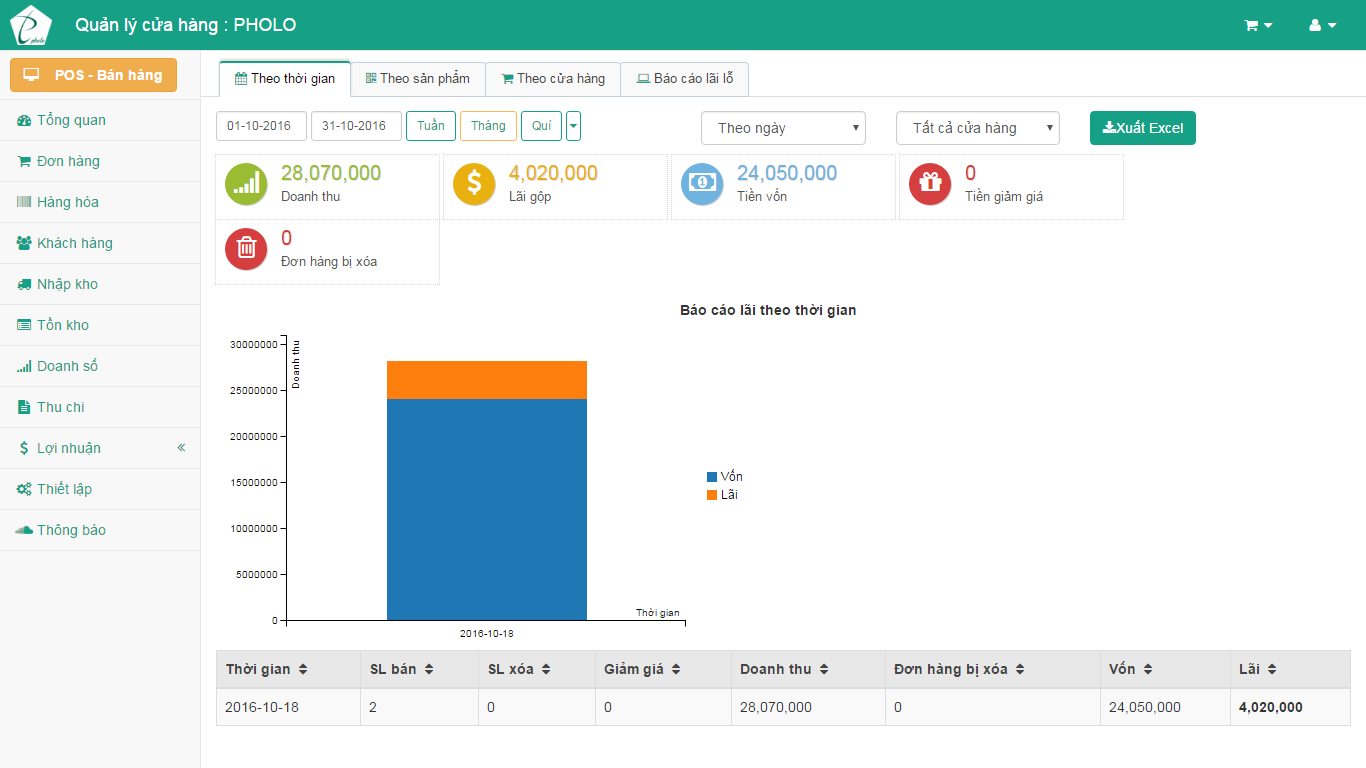 pholo
Quản lý cửa hàng : PHOLO
POS - Bán hàng
Tổng quan
Đơn hàng
Hàng hóa
Khách hàng
Nhập kho
Tồn kho
Doanh số
Thu chi
Lợi nhuận
Thiết lập
Thông báo
Theo thời gian
Theo sản phẩm
Theo cửa hàng
Báo cáo lãi lỗ
01-10-2016
31-10-2016
Tuần
Tháng
Quí
Theo ngày
Tất cả cửa hàng
Xuất Excel
28,070,000
Doanh thu
4,020,000
Lãi gộp
24,050,000
Tiền vốn
0
Tiền giảm giá
0
Đơn hàng bị xóa
Báo cáo lãi theo thời gian
Doanh thu
30000000
25000000
20000000
15000000
10000000
5000000
0
Thời gian
2016-10-18
Vốn
Lãi
Thời gian SL bán SL xóa Giảm giá Doanh thu Đơn hàng bị xóa Vốn Lãi
2016-10-18 2 0 0 28,070,000 0 24,050,000 4,020,000